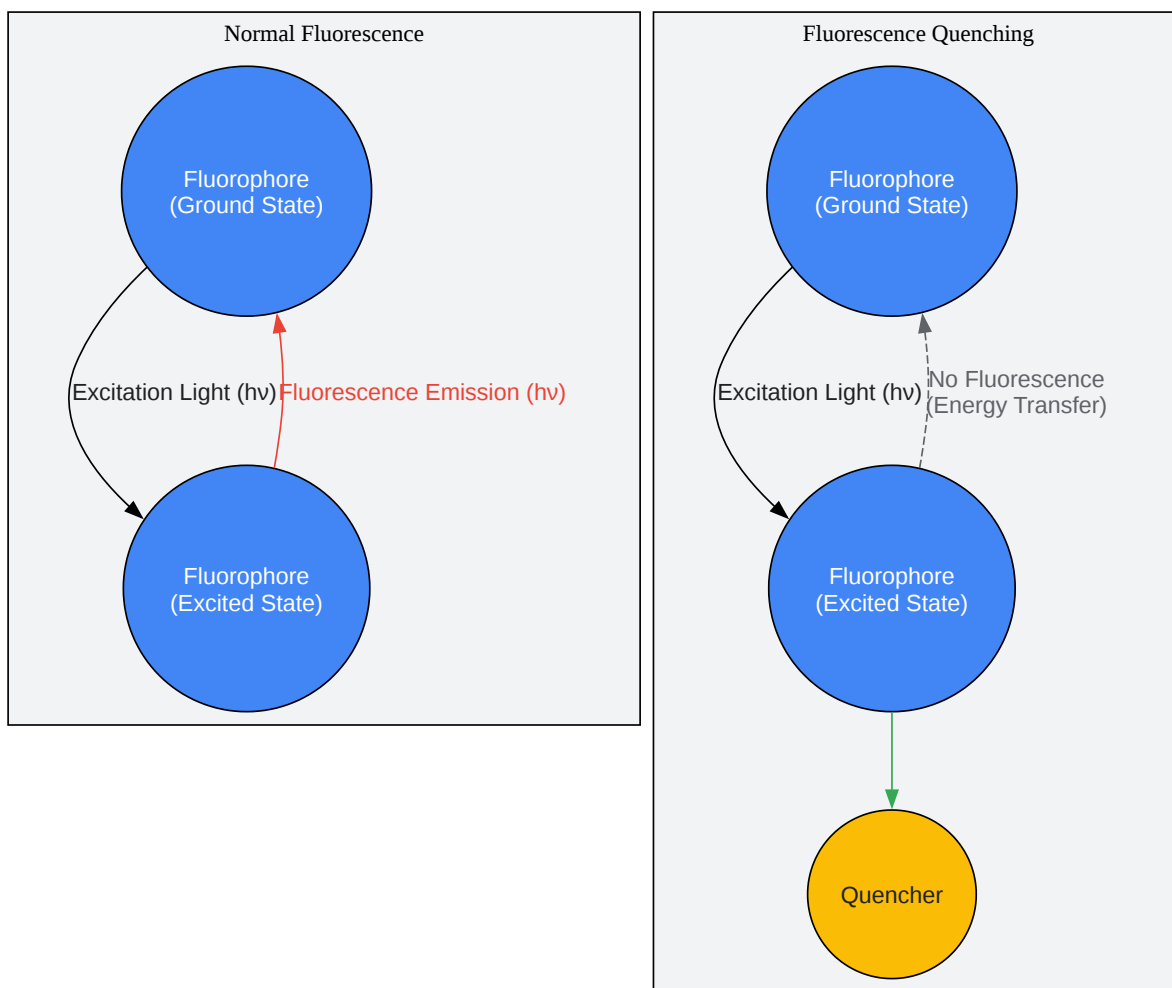 Normal Fluorescence
Fluorophore
(Ground State)
Excitation Light (hν)
Fluorescence Emission (hν)
Fluorophore
(Excited State)
Fluorescence Quenching
Fluorophore
(Ground State)
Excitation Light (hν)
No Fluorescence
(Energy Transfer)
Fluorophore
(Excited State)
Quencher